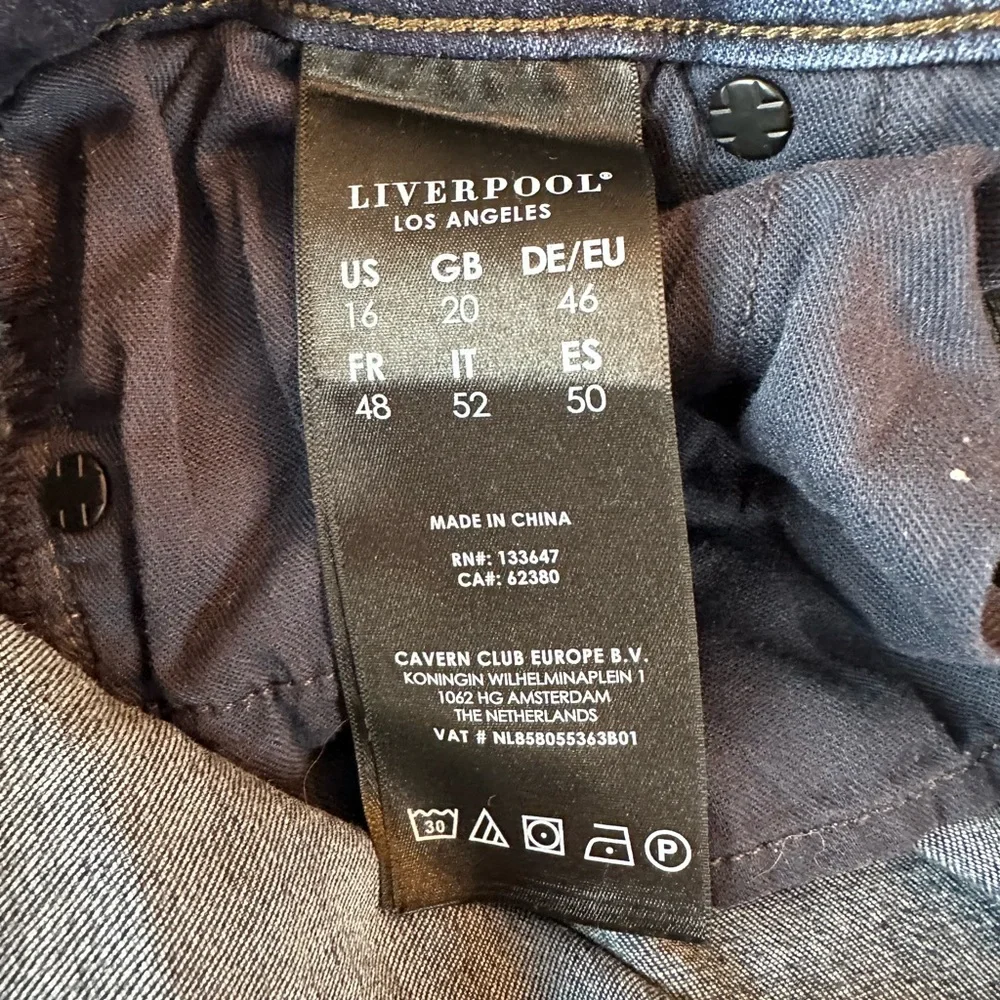 LIVERPOOL®
LOS ANGELES
US GB DE/EU
16 20 46
FR IT ES
48 52 50
MADE IN CHINA
RN#: 133647
CA#: 62380
CAVERN CLUB EUROPE B.V.
KONINGIN WILHELMINAPLEIN 1
1062 HG AMSTERDAM
THE NETHERLANDS
VAT # NL858055363B01
30 P